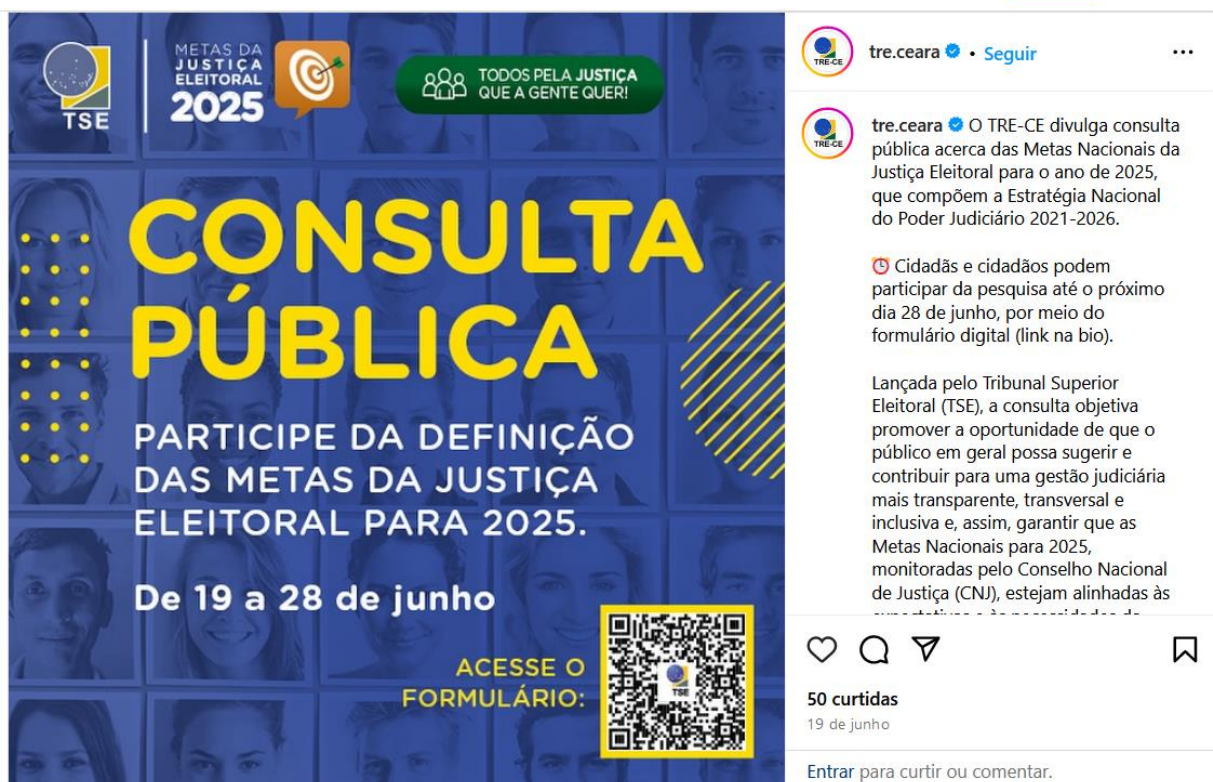 TSE
METAS DA
JUSTIÇA
ELEITORAL
2025
TODOS PELA JUSTIÇA
QUE A GENTE QUER!
CONSULTA
PÚBLICA
PARTICIPE DA DEFINIÇÃO
DAS METAS DA JUSTIÇA
ELEITORAL PARA 2025.
De 19 a 28 de junho
ACESSE O
FORMULÁRIO:
TSE
TRE-CE
tre.ceara • Seguir
TRE-CE
tre.ceara O TRE-CE divulga consulta
pública acerca das Metas Nacionais da
Justiça Eleitoral para o ano de 2025,
que compõem a Estratégia Nacional
do Poder Judiciário 2021-2026.
Cidadãs e cidadãos podem
participar da pesquisa até o próximo
dia 28 de junho, por meio do
formulário digital (link na bio).
Lançada pelo Tribunal Superior
Eleitoral (TSE), a consulta objetiva
promover a oportunidade de que o
público em geral possa sugerir e
contribuir para uma gestão judiciária
mais transparente, transversal e
inclusiva e, assim, garantir que as
Metas Nacionais para 2025,
monitoradas pelo Conselho Nacional
de Justiça (CNJ), estejam alinhadas às
50 curtidas
19 de junho
Entrar para curtir ou comentar.